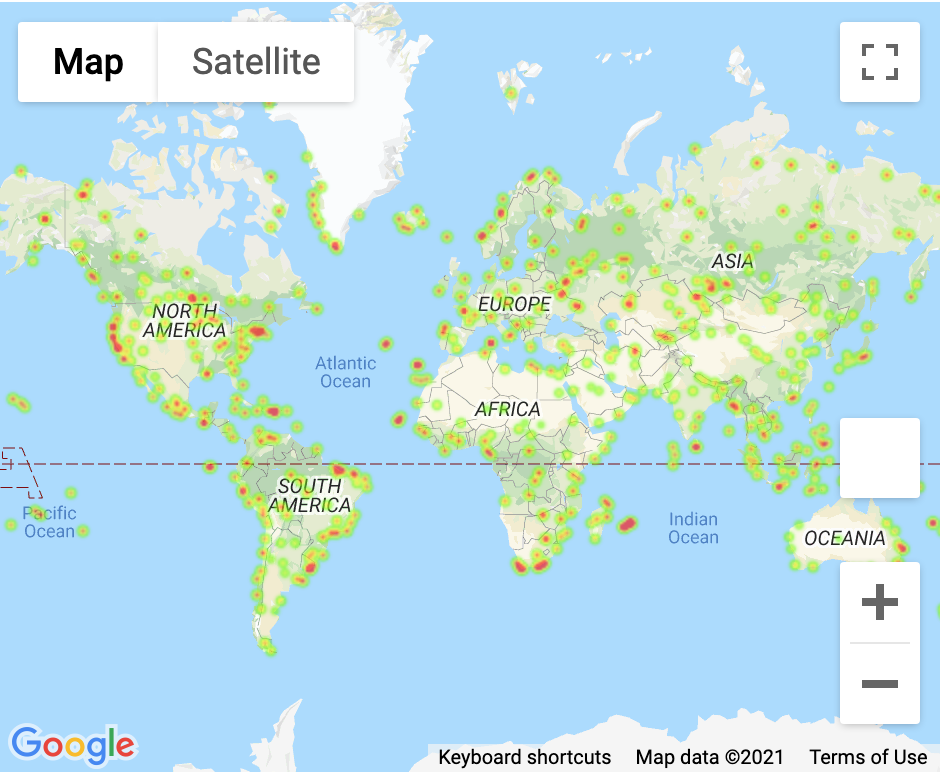 Map
Satellite
ASIA
EUROPE
NORTH
AMERICA
Atlantic
Ocean
AFRICA
SOUTH
AMERICA
Pacific
Ocean
Indian
Ocean
OCEANIA
Google
Keyboard shortcuts
Map data ©2021
Terms of Use